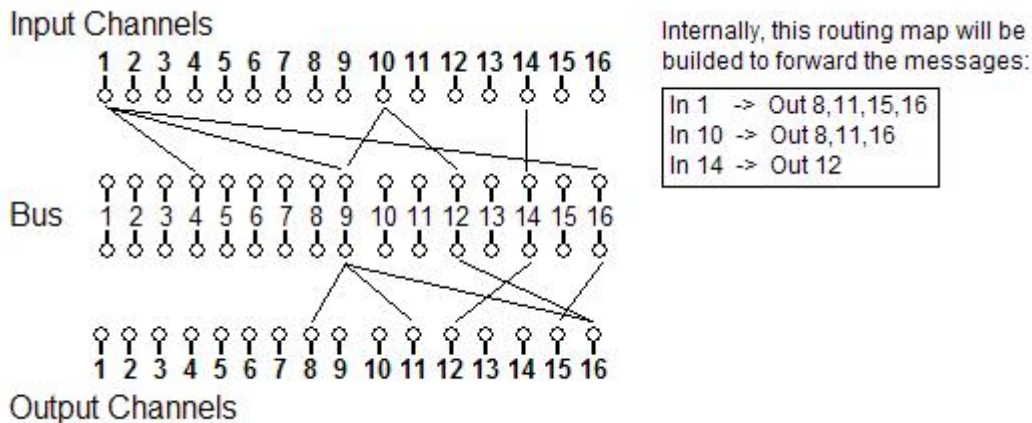 Input Channels
1 2 3 4 5 6 7 8 9 10 11 12 13 14 15 16
Bus 1 2 3 4 5 6 7 8 9 10 11 12 13 14 15 16
1 2 3 4 5 6 7 8 9 10 11 12 13 14 15 16
Output Channels
Internally, this routing map will be
builded to forward the messages:
In 1 -> Out 8,11,15,16
In 10 -> Out 8,11,16
In 14 -> Out 12